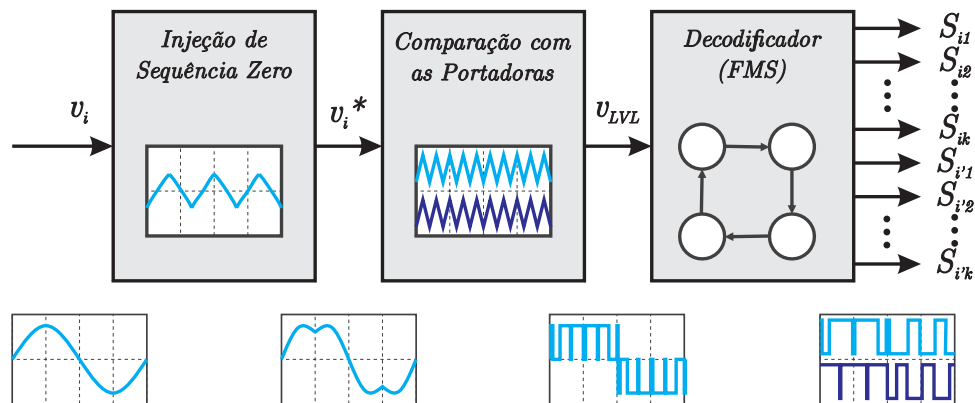 Injeção de
Sequência Zero
Comparação com
as Portadoras
Decodificador
(FMS)
v_i
v_i*
v_LVL
S_i1
S_i2
S_ik
S_i'1
S_i'2
S_i'k